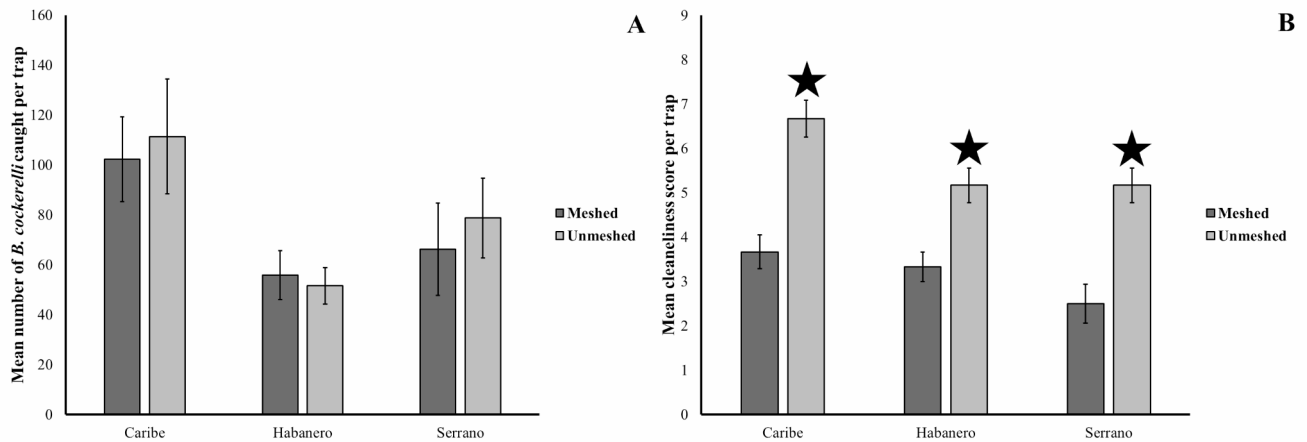 A
Mean number of B. cockerelli caught per trap
160
140
120
100
80
60
40
20
0
Caribe
Habanero
Serrano
Meshed
Unmeshed
B
Mean cleaneliness score per trap
9
8
7
6
5
4
3
2
1
0
Caribe
Habanero
Serrano
Meshed
Unmeshed